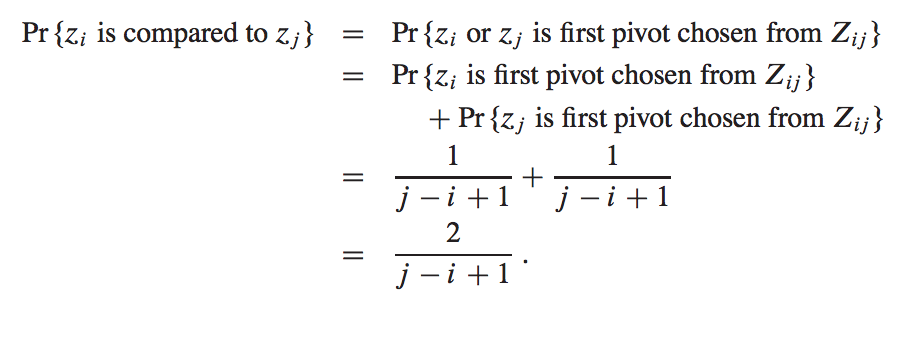 Pr {z_i is compared to z_j} = Pr {z_i or z_j is first pivot chosen from Z_ij}
= Pr {z_i is first pivot chosen from Z_ij}
+ Pr {z_j is first pivot chosen from Z_ij}
= 1/(j − i + 1) + 1/(j − i + 1)
= 2/(j − i + 1) .